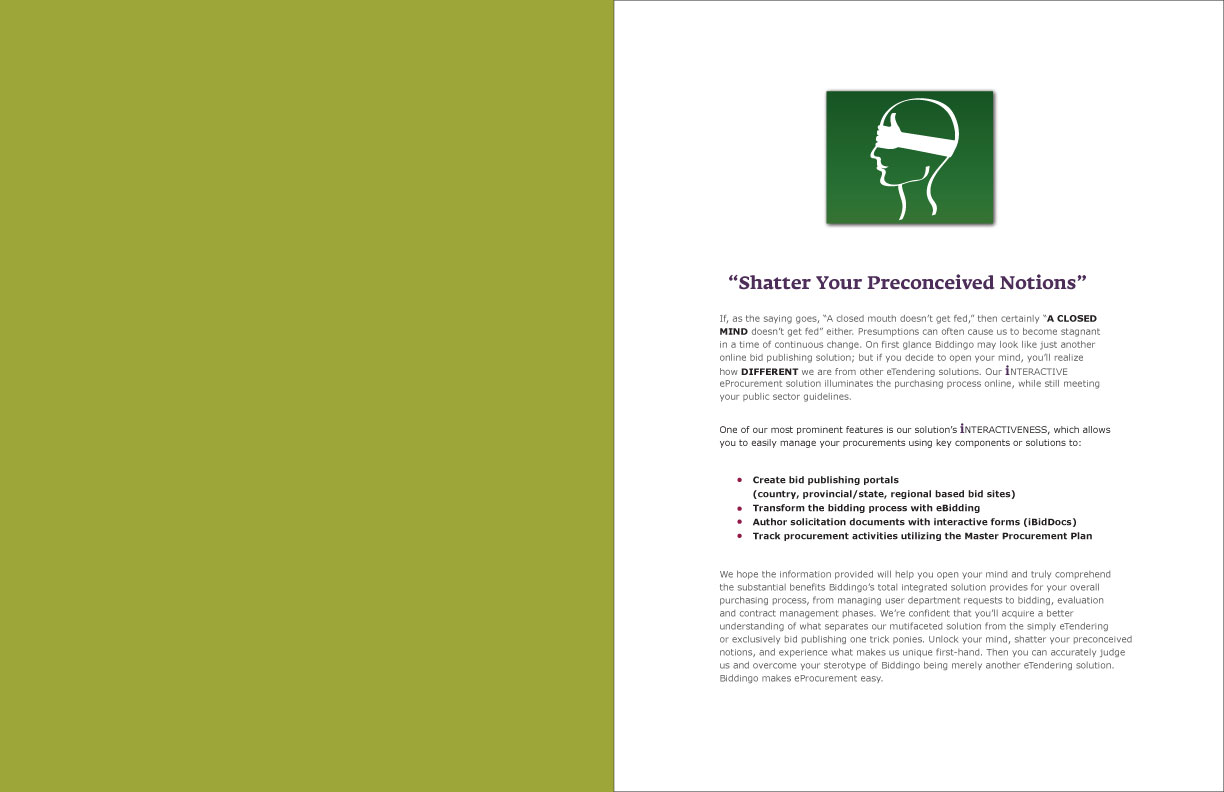 “Shatter Your Preconceived Notions”
If, as the saying goes, “A closed mouth doesn’t get fed,” then certainly “A CLOSED
MIND doesn’t get fed” either. Presumptions can often cause us to become stagnant
in a time of continuous change. On first glance Biddingo may look like just another
online bid publishing solution; but if you decide to open your mind, you’ll realize
how DIFFERENT we are from other eTendering solutions. Our iNTERACTIVE
eProcurement solution illuminates the purchasing process online, while still meeting
your public sector guidelines.
One of our most prominent features is our solution’s iNTERACTIVENESS, which allows
you to easily manage your procurements using key components or solutions to:
• Create bid publishing portals
(country, provincial/state, regional based bid sites)
• Transform the bidding process with eBidding
• Author solicitation documents with interactive forms (iBidDocs)
• Track procurement activities utilizing the Master Procurement Plan
We hope the information provided will help you open your mind and truly comprehend
the substantial benefits Biddingo’s total integrated solution provides for your overall
purchasing process, from managing user department requests to bidding, evaluation
and contract management phases. We’re confident that you’ll acquire a better
understanding of what separates our mutifaceted solution from the simply eTendering
or exclusively bid publishing one trick ponies. Unlock your mind, shatter your preconceived
notions, and experience what makes us unique first-hand. Then you can accurately judge
us and overcome your sterotype of Biddingo being merely another eTendering solution.
Biddingo makes eProcurement easy.